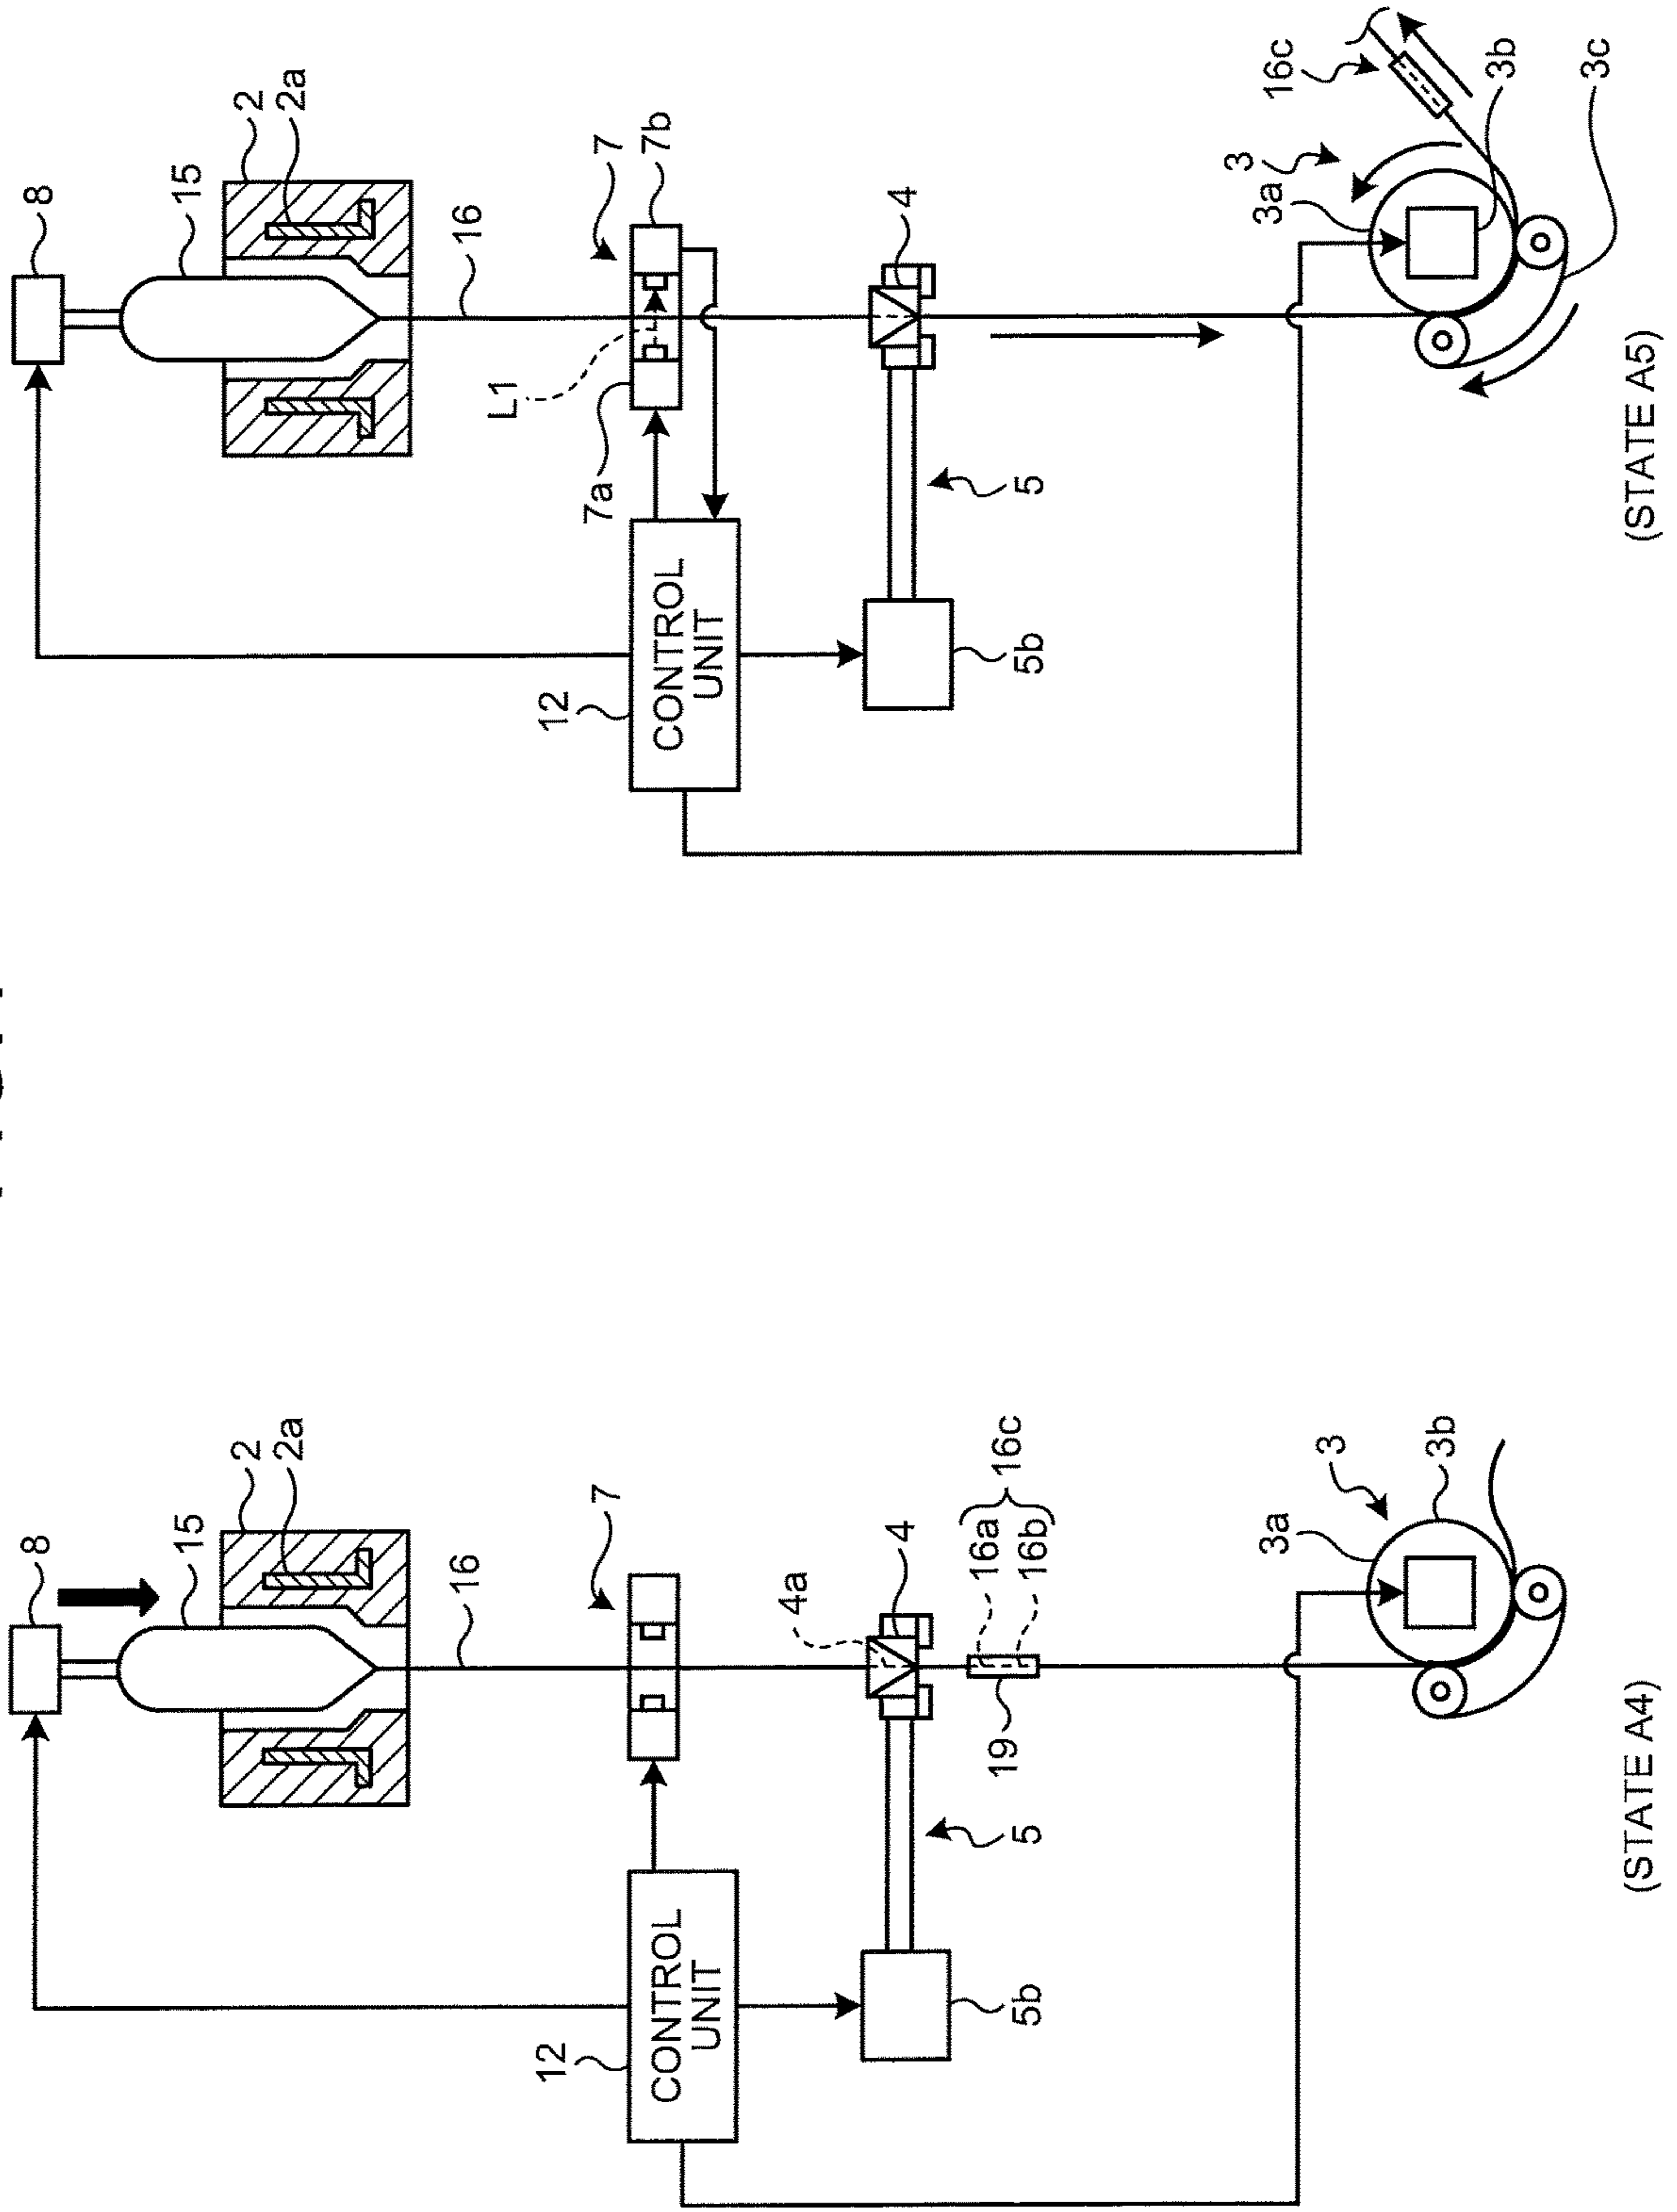 8
15
2
2a
16
7
12
CONTROL
UNIT
4a
4
16a
16b
16c
19
5
5b
3a
3
3b
(STATE A4)
8
15
2
2a
16
L1
7
7b
7a
12
CONTROL
UNIT
4
5
5b
3a
3
16c
3b
3c
(STATE A5)